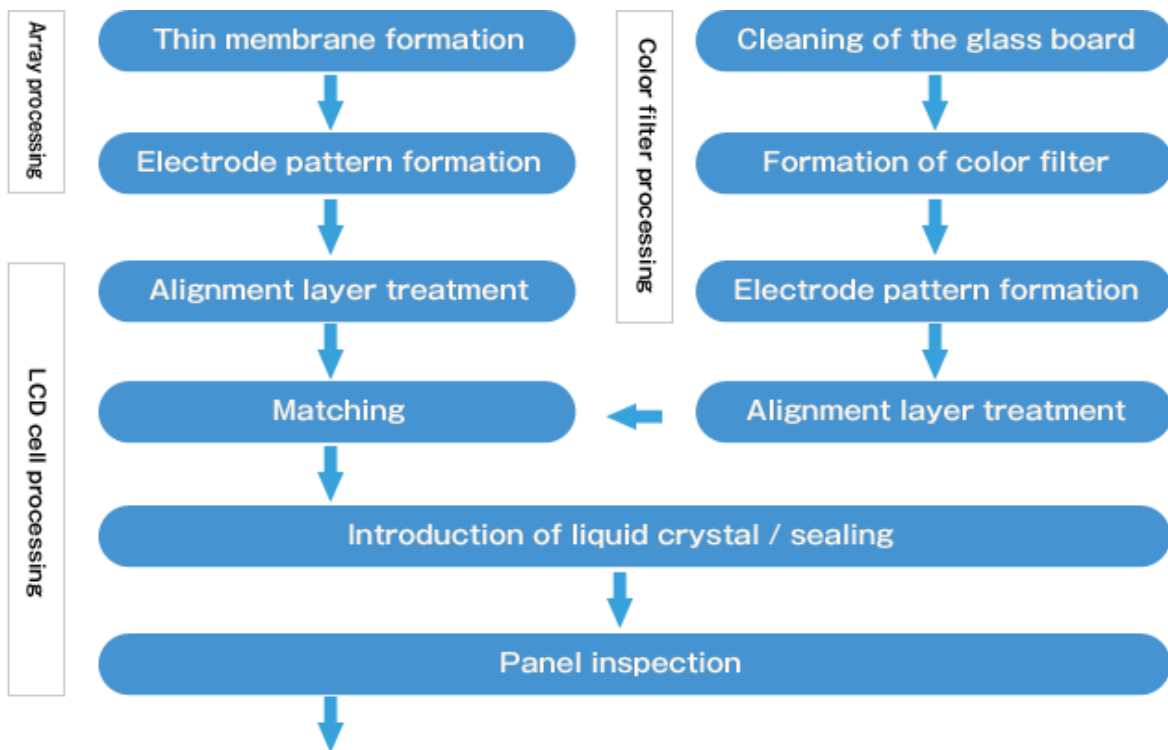 Array processing
Thin membrane formation
Electrode pattern formation
Color filter processing
Cleaning of the glass board
Formation of color filter
Electrode pattern formation
LCD cell processing
Alignment layer treatment
Matching
Alignment layer treatment
Introduction of liquid crystal / sealing
Panel inspection